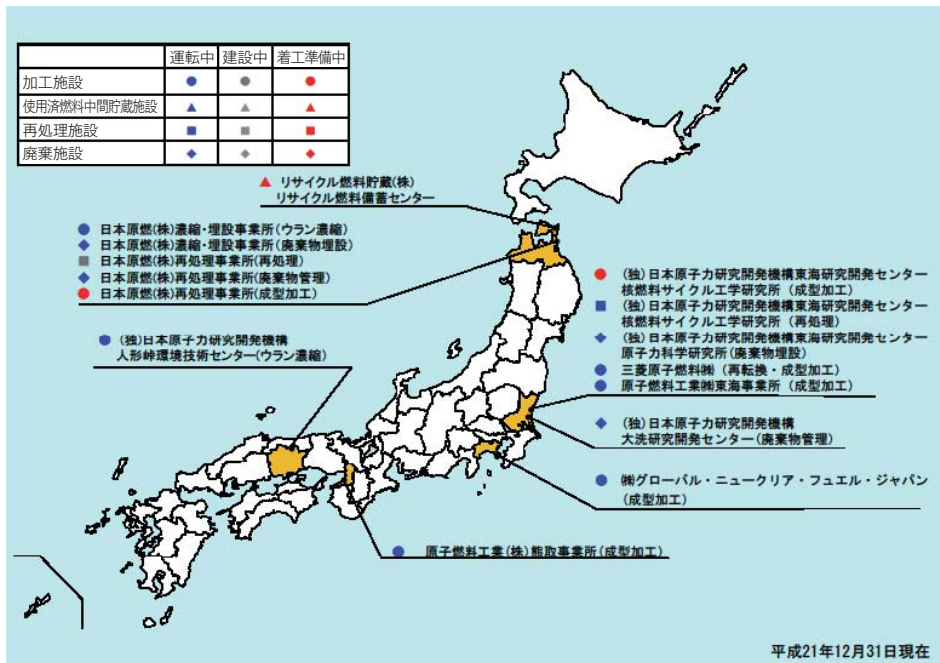 運転中 建設中 着工準備中
加工施設 ● ● ●
使用済燃料中間貯蔵施設 ▲ ▲ ▲
再処理施設 ■ ■ ■
廃棄施設 ◆ ◆ ◆
▲ リサイクル燃料貯蔵(株)
リサイクル燃料備蓄センター
● 日本原燃(株)濃縮・埋設事業所(ウラン濃縮)
◆ 日本原燃(株)濃縮・埋設事業所(廃棄物埋設)
■ 日本原燃(株)再処理事業所(再処理)
◆ 日本原燃(株)再処理事業所(廃棄物管理)
● 日本原燃(株)再処理事業所(成型加工)
● (独)日本原子力研究開発機構
人形峠環境技術センター(ウラン濃縮)
● (独)日本原子力研究開発機構東海研究開発センター
核燃料サイクル工学研究所(成型加工)
■ (独)日本原子力研究開発機構東海研究開発センター
核燃料サイクル工学研究所(再処理)
◆ (独)日本原子力研究開発機構東海研究開発センター
原子力科学研究所(廃棄物埋設)
● 三菱原子燃料㈱(再転換・成型加工)
● 原子燃料工業㈱東海事業所(成型加工)
◆ (独)日本原子力研究開発機構
大洗研究開発センター(廃棄物管理)
● ㈱グローバル・ニュークリア・フュエル・ジャパン
(成型加工)
● 原子燃料工業(株)熊取事業所(成型加工)
平成21年12月31日現在